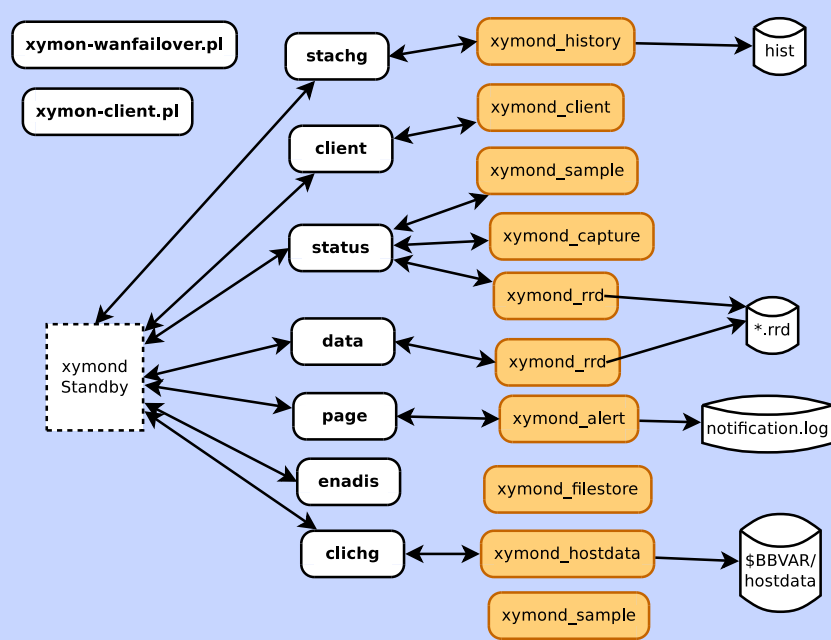 xymon-wanfailover.pl
xymon-client.pl
stachg
xymond_history
hist
client
xymond_client
xymond_sample
status
xymond_capture
xymond_rrd
*.rrd
xymond
Standby
data
xymond_rrd
page
xymond_alert
notification.log
enadis
xymond_filestore
clichg
xymond_hostdata
$BBVAR/
hostdata
xymond_sample